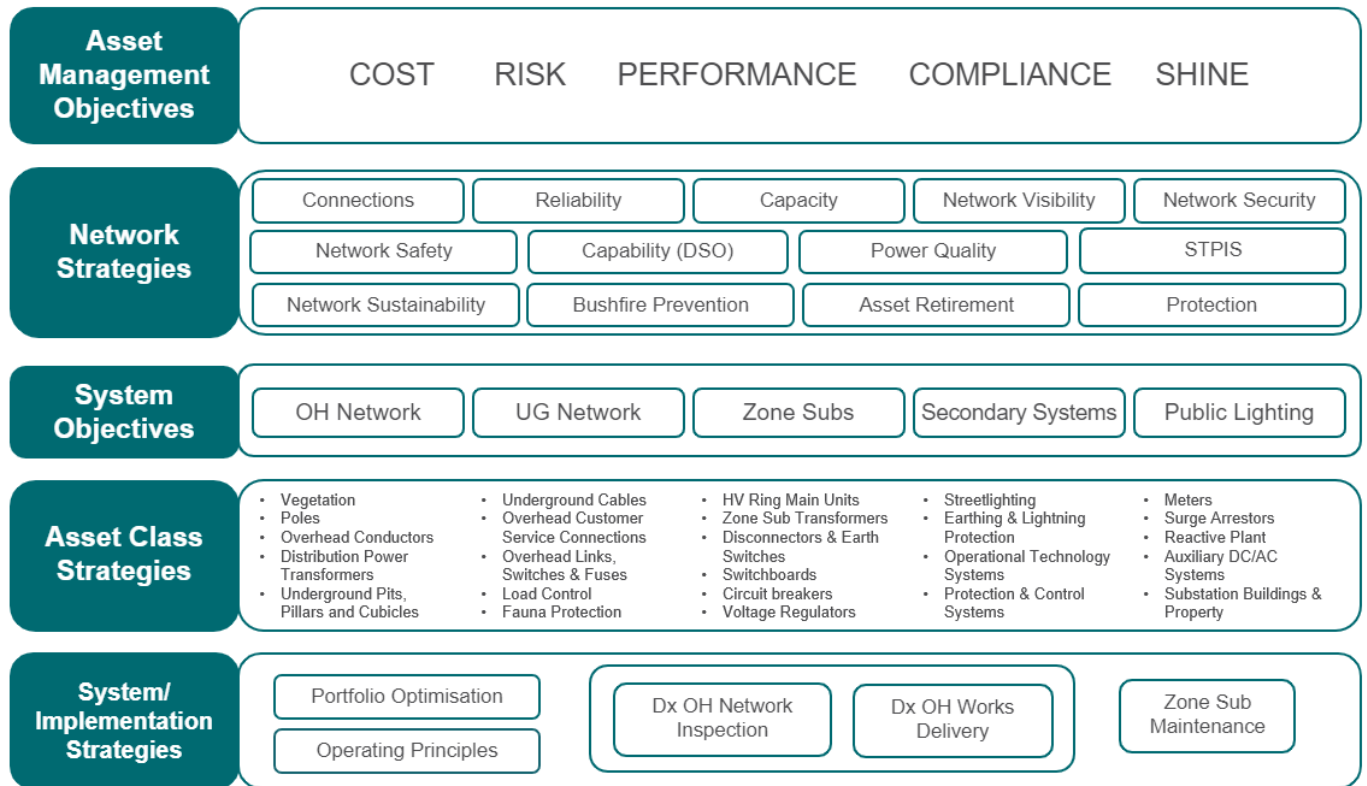 Asset
Management
Objectives
COST RISK PERFORMANCE COMPLIANCE SHINE
Network
Strategies
Connections
Reliability
Capacity
Network Visibility
Network Security
Network Safety
Capability (DSO)
Power Quality
STPIS
Network Sustainability
Bushfire Prevention
Asset Retirement
Protection
System
Objectives
OH Network
UG Network
Zone Subs
Secondary Systems
Public Lighting
Asset Class
Strategies
• Vegetation
• Poles
• Overhead Conductors
• Distribution Power
Transformers
• Underground Pits,
Pillars and Cubicles
• Underground Cables
• Overhead Customer
Service Connections
• Overhead Links,
Switches & Fuses
• Load Control
• Fauna Protection
• HV Ring Main Units
• Zone Sub Transformers
• Disconnectors & Earth
Switches
• Switchboards
• Circuit breakers
• Voltage Regulators
• Streetlighting
• Earthing & Lightning
Protection
• Operational Technology
Systems
• Protection & Control
Systems
• Meters
• Surge Arrestors
• Reactive Plant
• Auxiliary DC/AC
Systems
• Substation Buildings &
Property
System/
Implementation
Strategies
Portfolio Optimisation
Operating Principles
Dx OH Network
Inspection
Dx OH Works
Delivery
Zone Sub
Maintenance